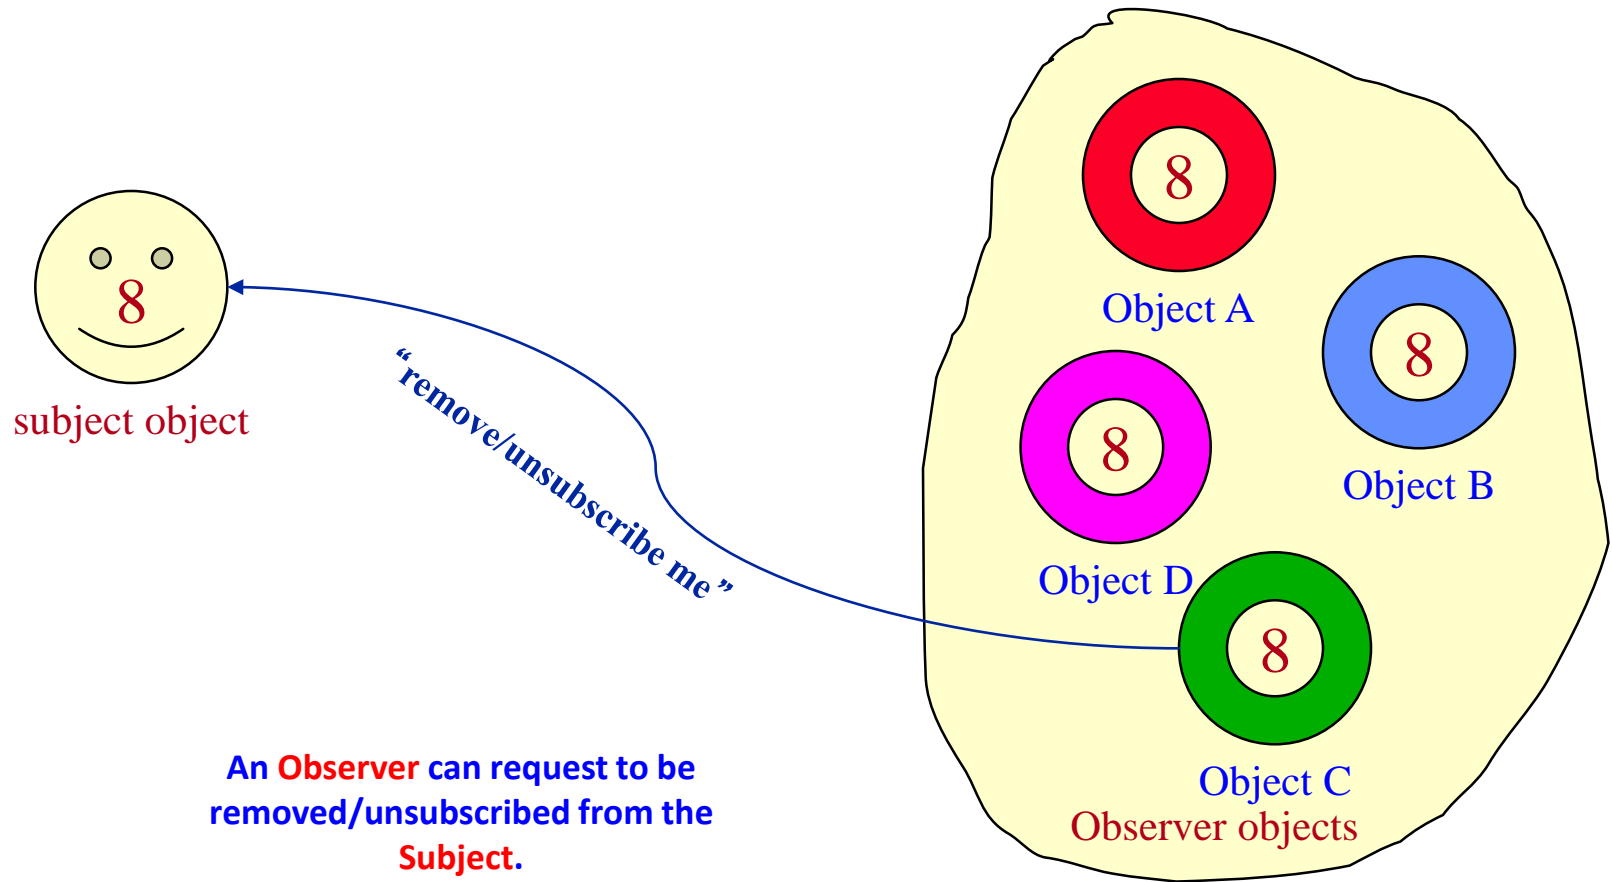 8
subject object
“remove/unsubscribe me ”
8
Object A
8
Object B
8
Object D
8
Object C
Observer objects
An Observer can request to be
removed/unsubscribed from the
Subject.